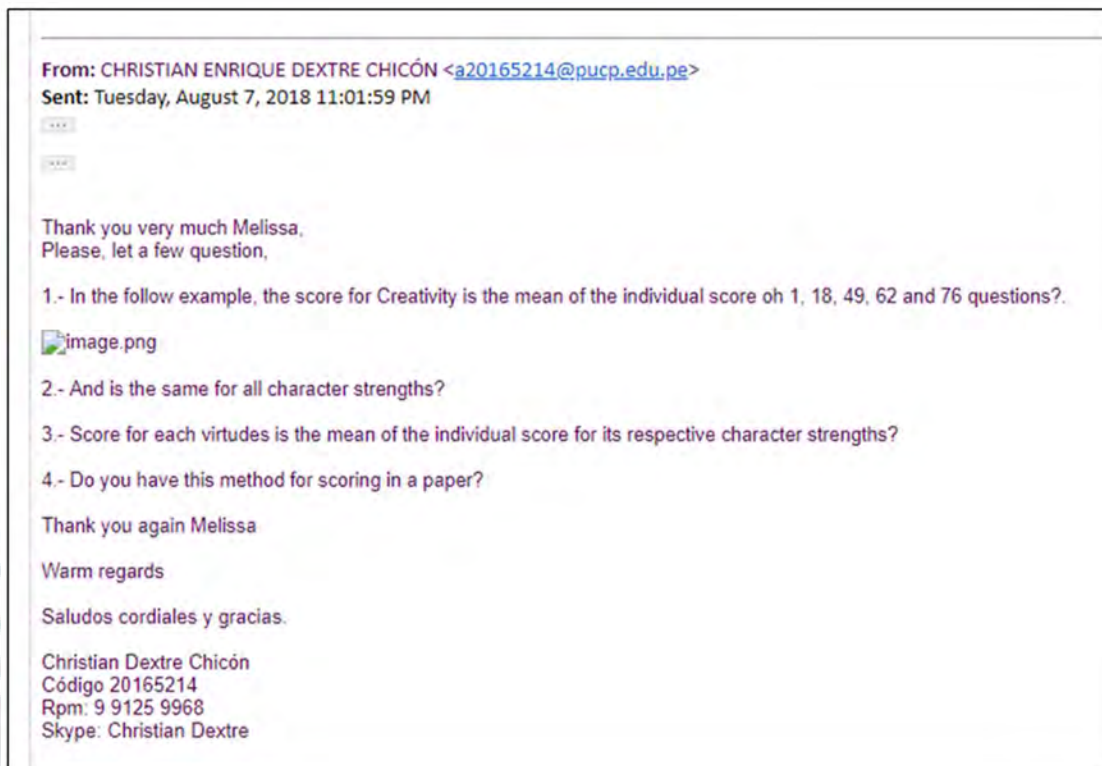 From: CHRISTIAN ENRIQUE DEXTRE CHICÓN <a20165214@pucp.edu.pe>
Sent: Tuesday, August 7, 2018 11:01:59 PM
...
...
Thank you very much Melissa,
Please, let a few question,
1.- In the follow example, the score for Creativity is the mean of the individual score oh 1, 18, 49, 62 and 76 questions?.
image.png
2.- And is the same for all character strengths?
3.- Score for each virtudes is the mean of the individual score for its respective character strengths?
4.- Do you have this method for scoring in a paper?
Thank you again Melissa
Warm regards
Saludos cordiales y gracias.
Christian Dextre Chicón
Código 20165214
Rpm: 9 9125 9968
Skype: Christian Dextre